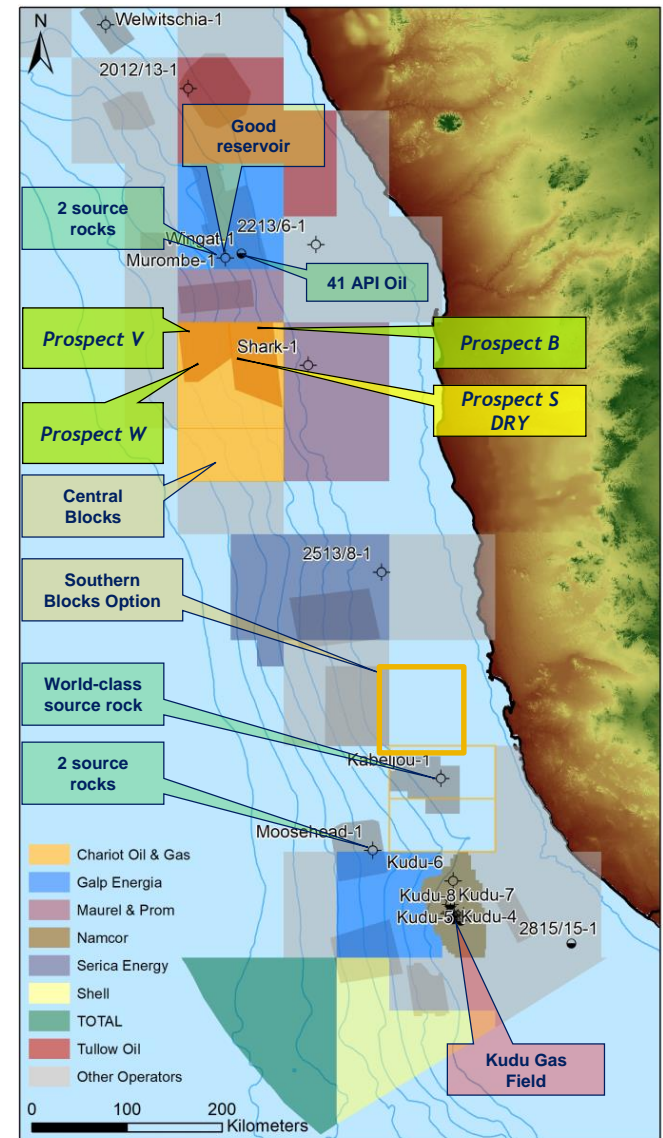 N
Welwitschia-1
2012/13-1
Good
reservoir
2 source
rocks
2213/6-1
Wingat-1
Murombe-1
41 API Oil
Prospect V
Prospect B
Shark-1
Prospect S
DRY
Prospect W
Central
Blocks
2513/8-1
Southern
Blocks Option
World-class
source rock
Kabeljou-1
2 source
rocks
Moosehead-1
Kudu-6
Kudu-8
Kudu-7
Kudu-5
Kudu-4
2815/15-1
Chariot Oil & Gas
Galp Energia
Maurel & Prom
Namcor
Serica Energy
Shell
TOTAL
Tullow Oil
Other Operators
Kudu Gas
Field
0 100 200
Kilometers